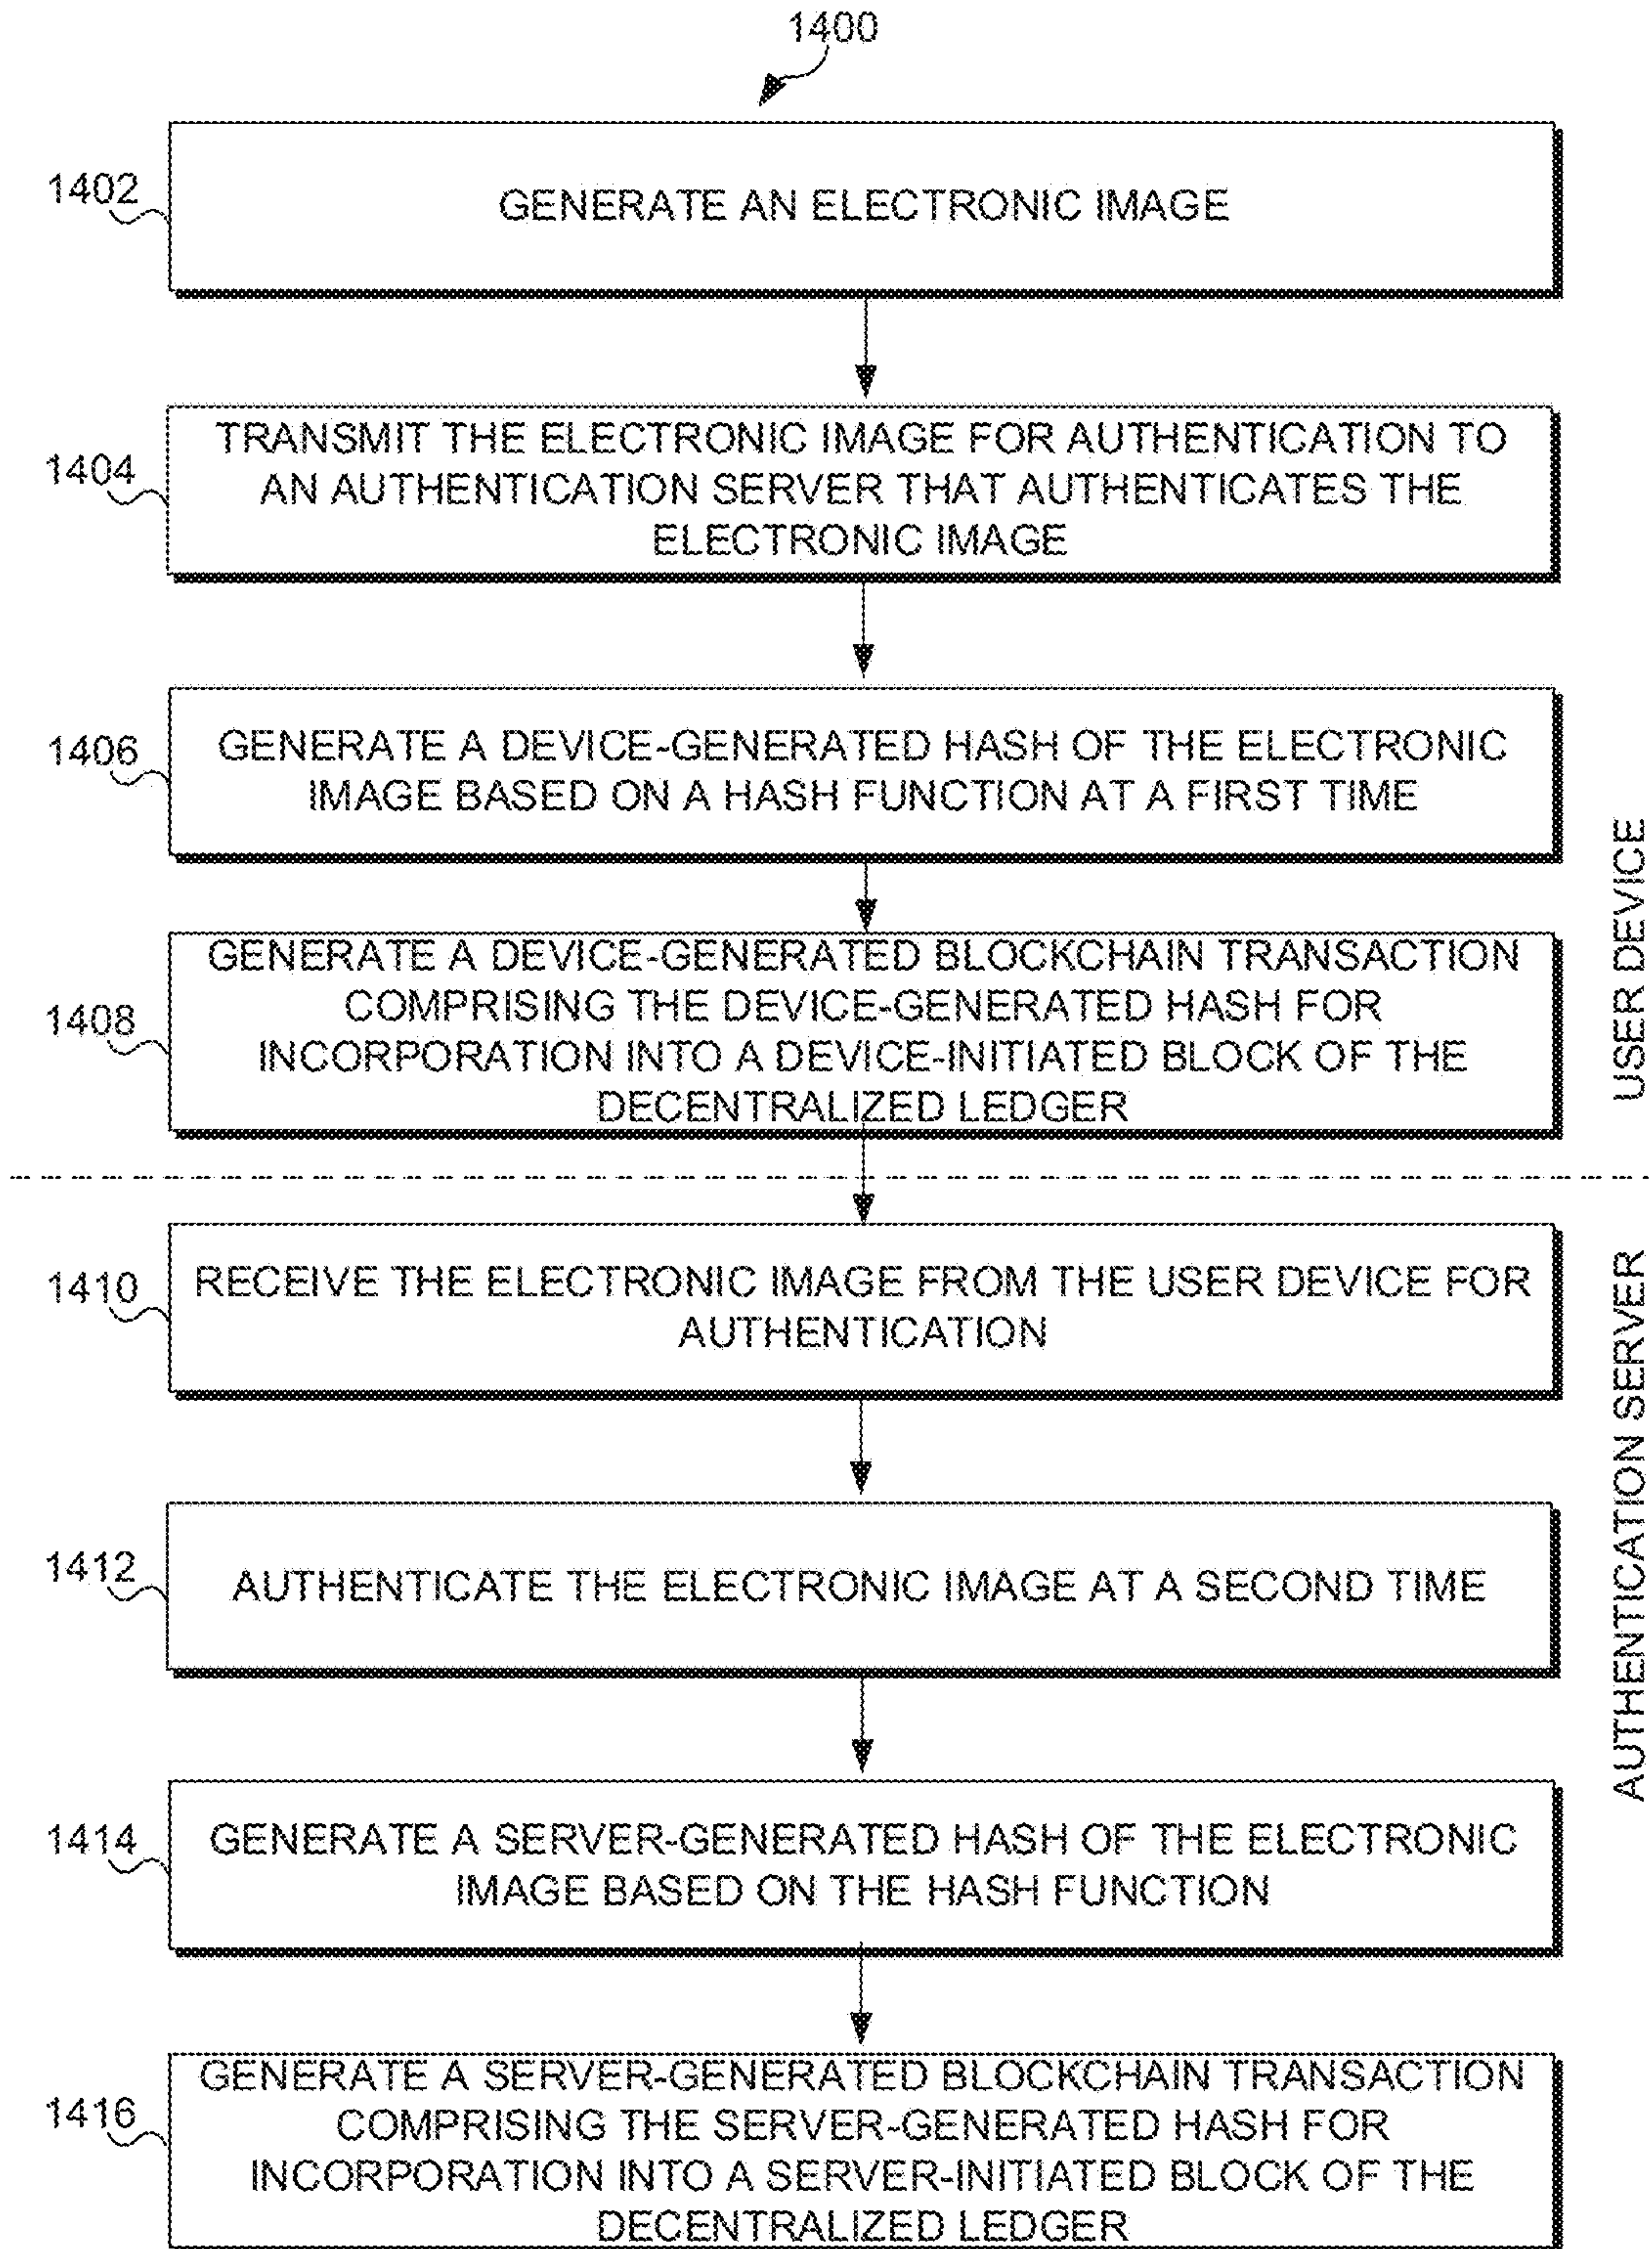 1400
1402
GENERATE AN ELECTRONIC IMAGE
1404
TRANSMIT THE ELECTRONIC IMAGE FOR AUTHENTICATION TO
AN AUTHENTICATION SERVER THAT AUTHENTICATES THE
ELECTRONIC IMAGE
1406
GENERATE A DEVICE-GENERATED HASH OF THE ELECTRONIC
IMAGE BASED ON A HASH FUNCTION AT A FIRST TIME
1408
GENERATE A DEVICE-GENERATED BLOCKCHAIN TRANSACTION
COMPRISING THE DEVICE-GENERATED HASH FOR
INCORPORATION INTO A DEVICE-INITIATED BLOCK OF THE
DECENTRALIZED LEDGER
USER DEVICE
1410
RECEIVE THE ELECTRONIC IMAGE FROM THE USER DEVICE FOR
AUTHENTICATION
1412
AUTHENTICATE THE ELECTRONIC IMAGE AT A SECOND TIME
1414
GENERATE A SERVER-GENERATED HASH OF THE ELECTRONIC
IMAGE BASED ON THE HASH FUNCTION
1416
GENERATE A SERVER-GENERATED BLOCKCHAIN TRANSACTION
COMPRISING THE SERVER-GENERATED HASH FOR
INCORPORATION INTO A SERVER-INITIATED BLOCK OF THE
DECENTRALIZED LEDGER
AUTHENTICATION SERVER